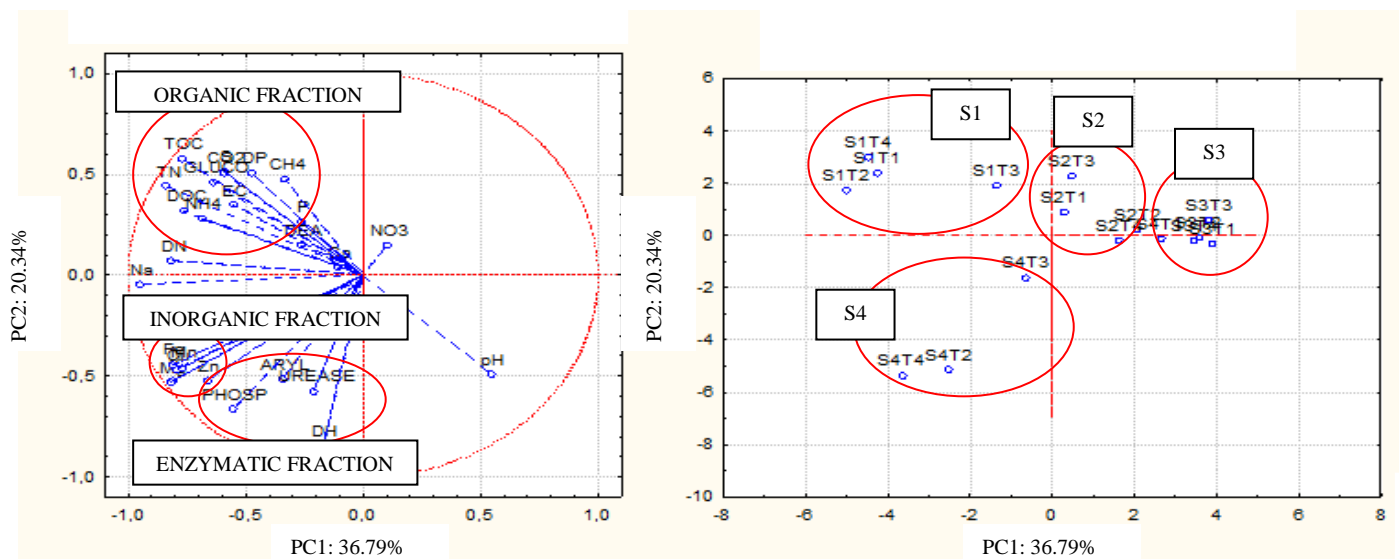 PC2: 20.34%
1,0
0,5
0,0
-0,5
-1,0
ORGANIC FRACTION
TOC
CH4
GLUCO
TN
EC
DOC
NH4
P
NO3
DN
Na
INORGANIC FRACTION
Zn
ARYL
UREASE
pH
PHOSP
DH
ENZYMATIC FRACTION
-1,0
-0,5
0,0
0,5
1,0
PC1: 36.79%
PC2: 20.34%
6
4
2
0
-2
-4
-6
-8
-10
S1
S2
S3
S4
S1T4
S1T1
S1T2
S1T3
S2T3
S2T1
S2T2
S3T3
S3T1
S4T3
S4T4
S4T2
-8
-6
-4
-2
0
2
4
6
8
PC1: 36.79%